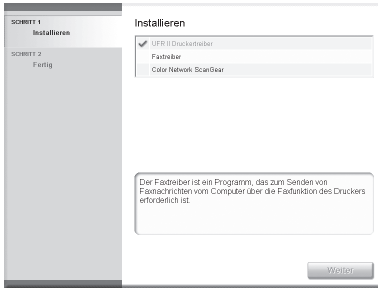 SCHRITT 1
Installieren
SCHRITT 2
Fertig
Installieren
UFR II Druckertreiber
Faxtreiber
Color Network ScanGear
Der Faxtreiber ist ein Programm, das zum Senden von
Faxnachrichten vom Computer über die Faxfunktion des Druckers
erforderlich ist.
Weiter